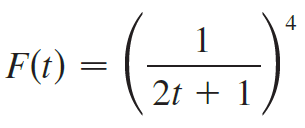 F(t) = (1/(2t + 1))^4